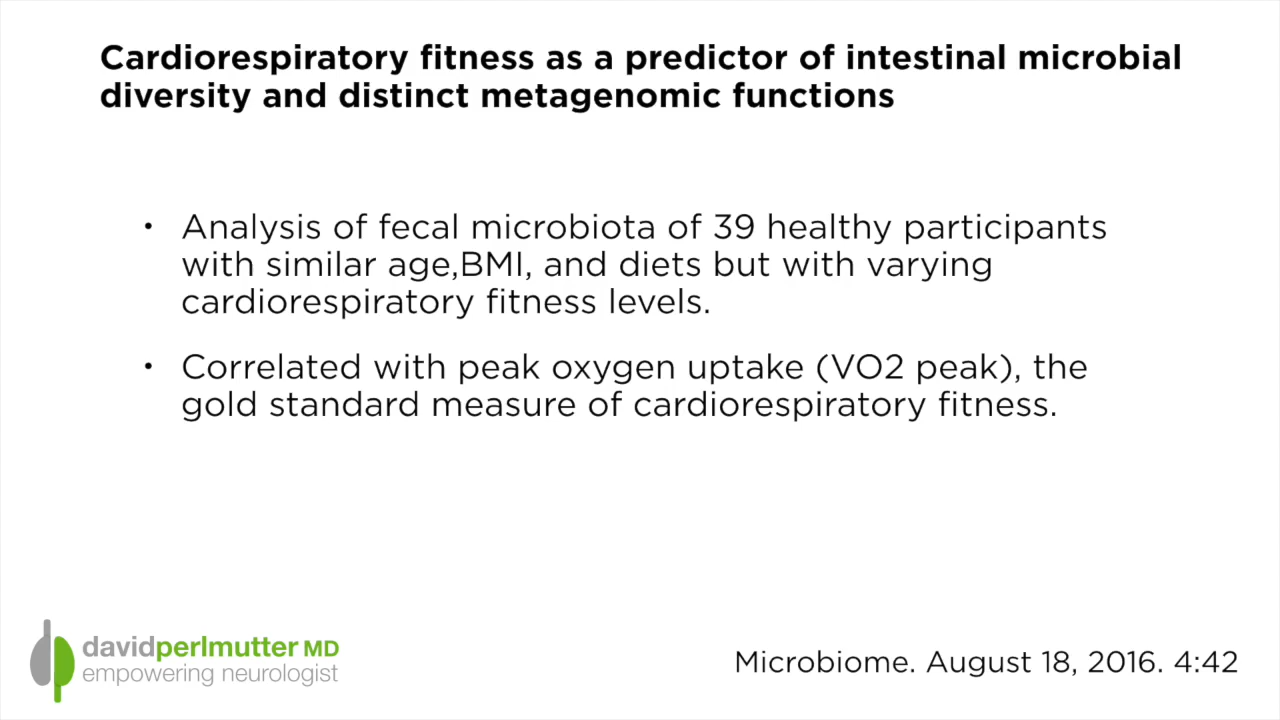 Cardiorespiratory fitness as a predictor of intestinal microbial
diversity and distinct metagenomic functions
• Analysis of fecal microbiota of 39 healthy participants
with similar age,BMI, and diets but with varying
cardiorespiratory fitness levels.
• Correlated with peak oxygen uptake (VO2 peak), the
gold standard measure of cardiorespiratory fitness.
davidperlmutter MD
empowering neurologist
Microbiome. August 18, 2016. 4:42